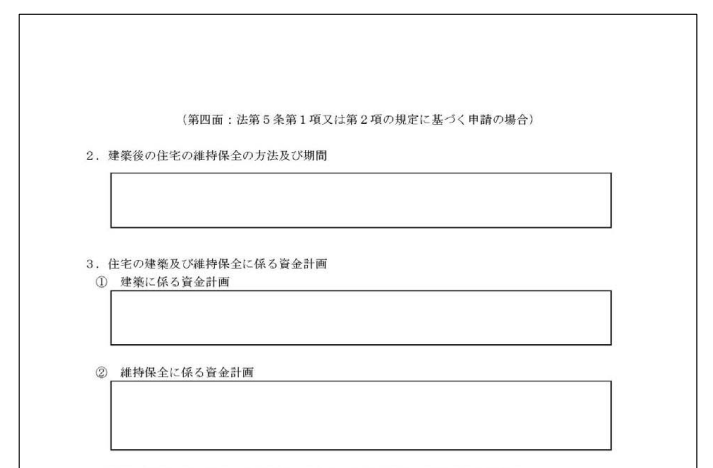 （第四面：法第５条第１項又は第２項の規定に基づく申請の場合）
２．建築後の住宅の維持保全の方法及び期間
３．住宅の建築及び維持保全に係る資金計画
① 建築に係る資金計画
② 維持保全に係る資金計画